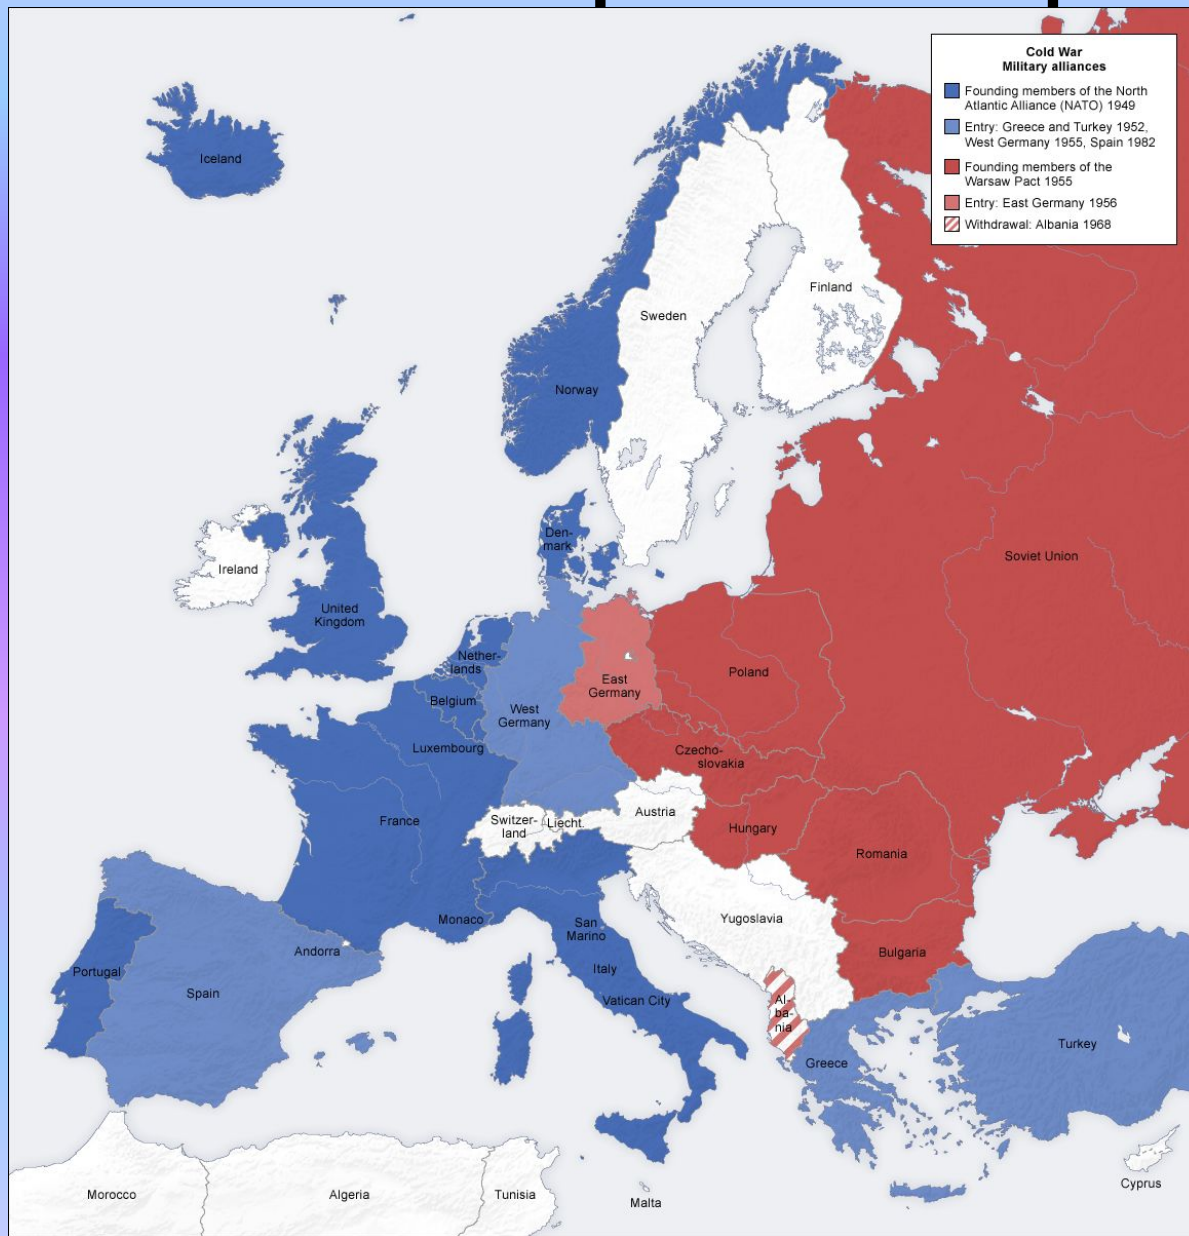 Cold War
Military alliances
Founding members of the North
Atlantic Alliance (NATO) 1949
Entry: Greece and Turkey 1952,
West Germany 1955, Spain 1982
Founding members of the
Warsaw Pact 1955
Entry: East Germany 1956
Withdrawal: Albania 1968
Iceland
Finland
Sweden
Norway
Den-
mark
Soviet Union
Ireland
United
Kingdom
Nether-
lands
Belgium
East
Germany
Poland
West
Germany
Luxembourg
Czecho-
slovakia
Austria
France
Switzer-
land
Liecht.
Hungary
Romania
Monaco
San
Marino
Yugoslavia
Andorra
Bulgaria
Portugal
Spain
Italy
Vatican City
Al-
ba-
nia
Greece
Turkey
Morocco
Algeria
Tunisia
Malta
Cyprus